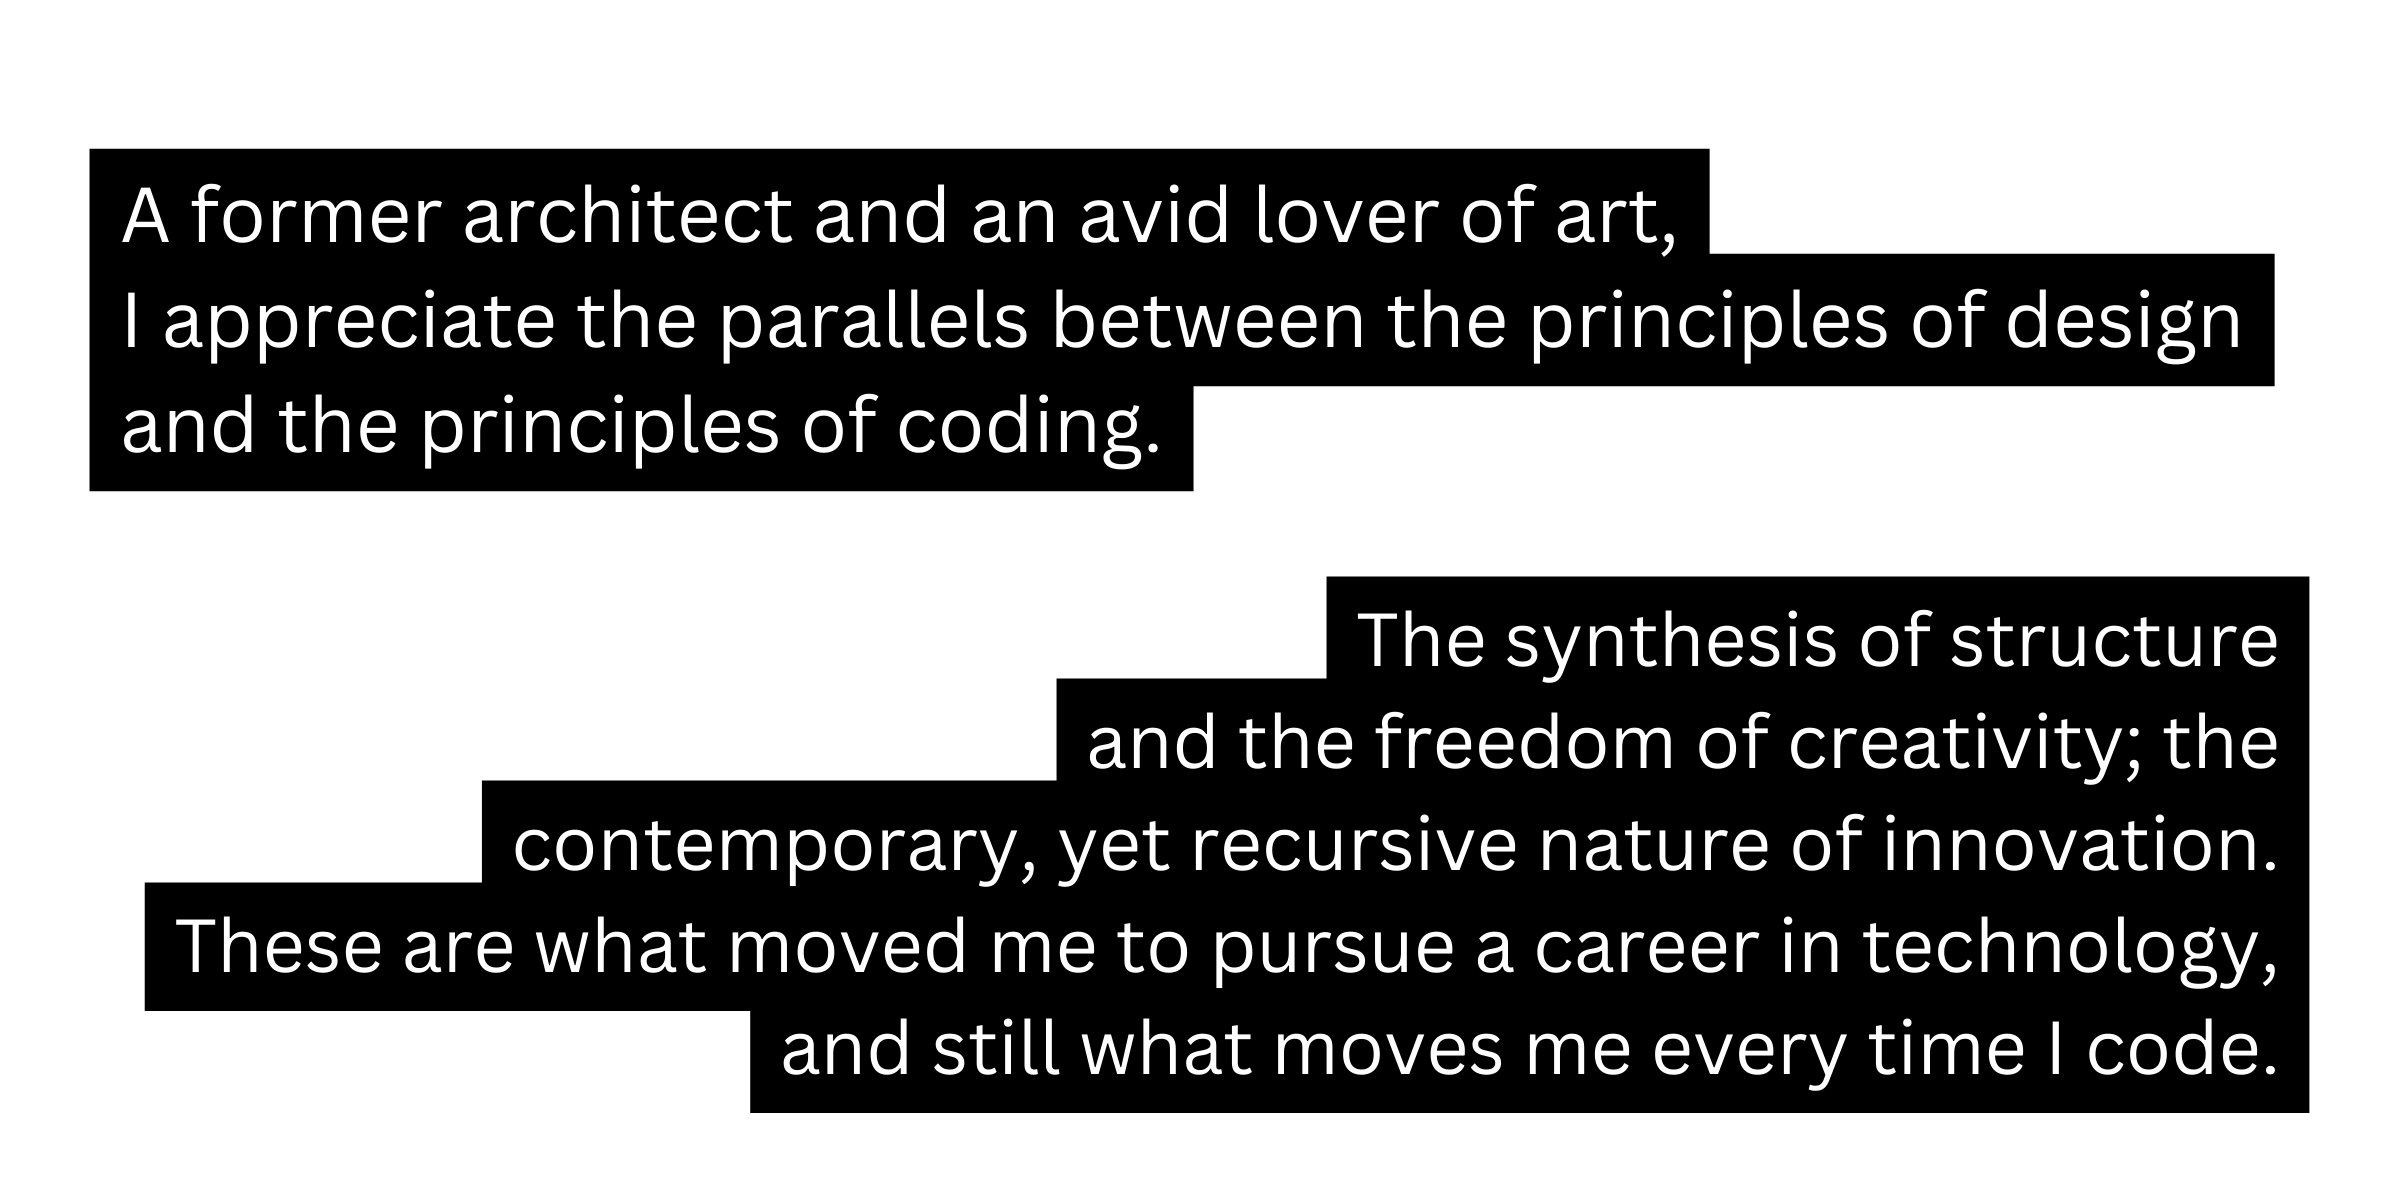 A former architect and an avid lover of art,
I appreciate the parallels between the principles of design
and the principles of coding.
The synthesis of structure
and the freedom of creativity; the
contemporary, yet recursive nature of innovation.
These are what moved me to pursue a career in technology,
and still what moves me every time I code.